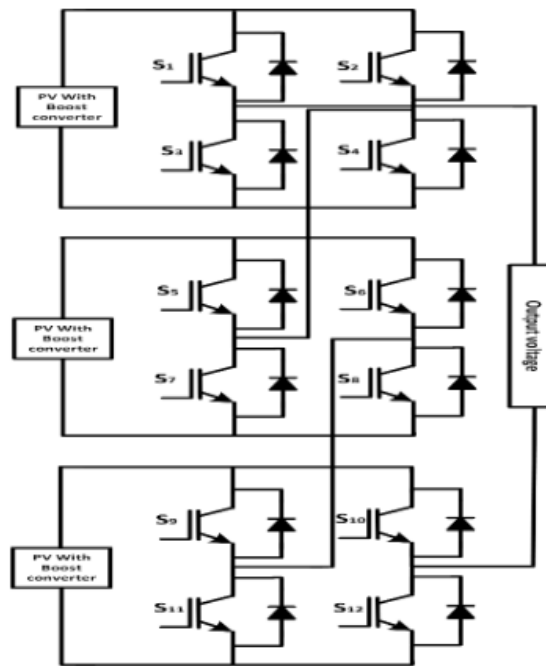 S1
S2
PV With
Boost
converter
S3
S4
S5
S6
PV With
Boost
converter
S7
S8
Output voltage
S9
S10
PV With
Boost
converter
S11
S12